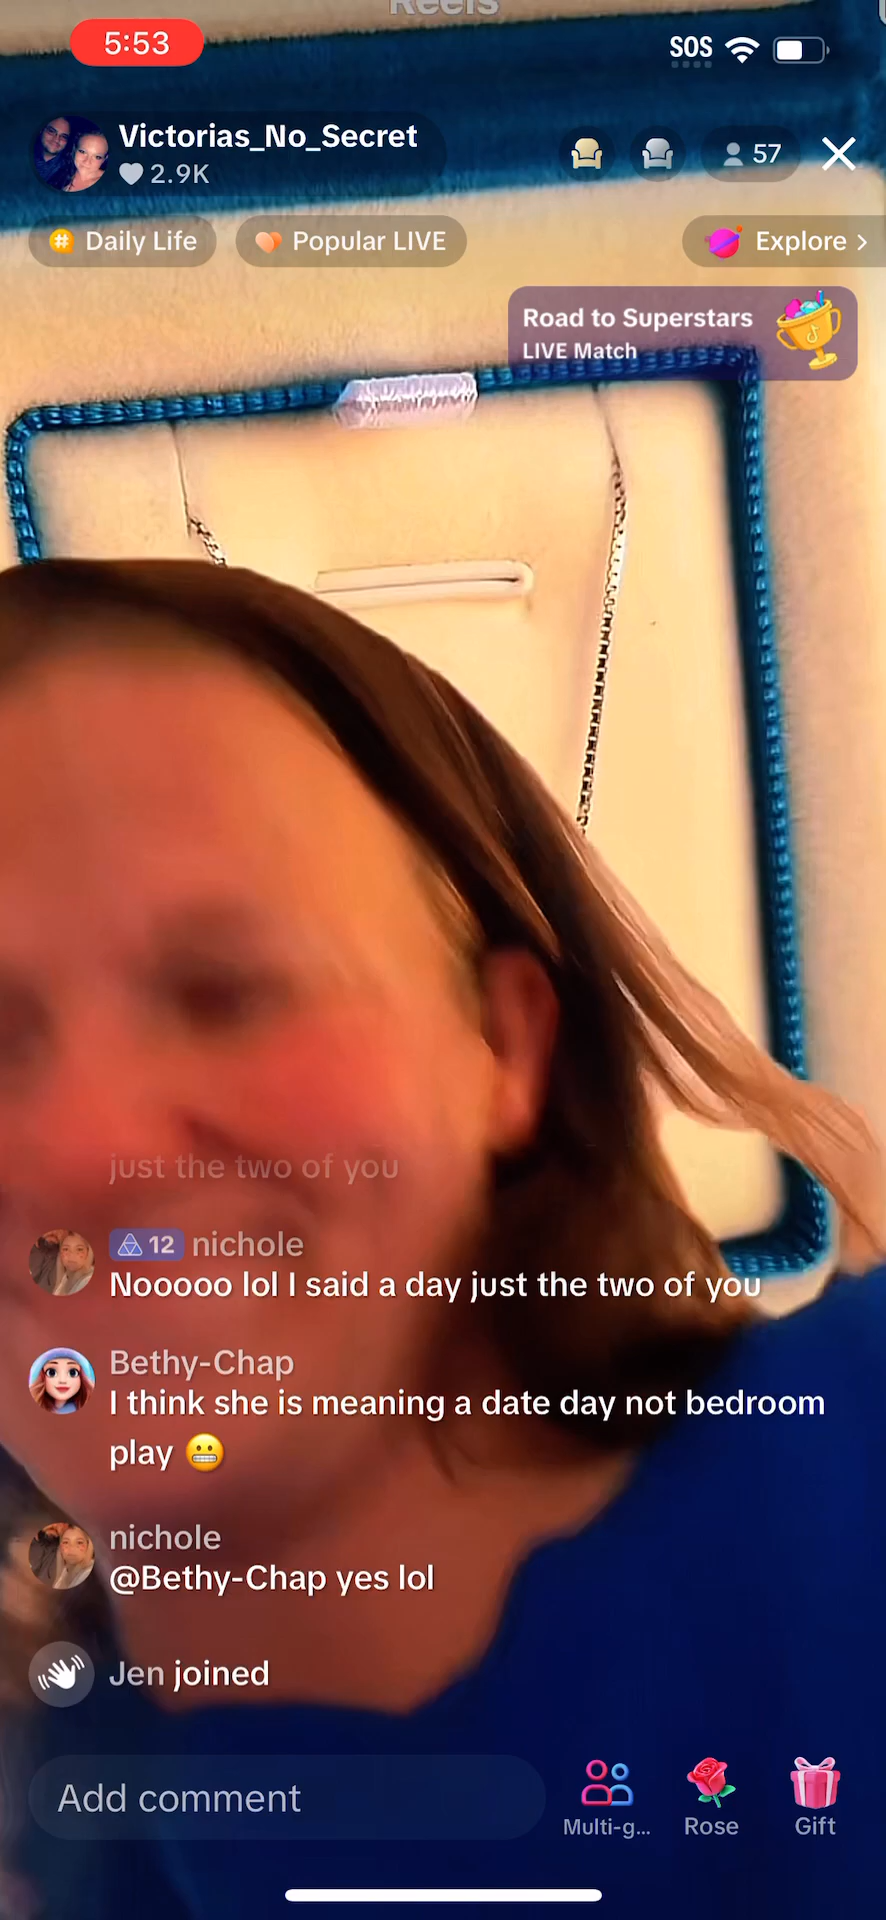 Reels
5:53
SOS
Victorias_No_Secret
2.9K
57
Daily Life
Popular LIVE
Explore >
Road to Superstars
LIVE Match
just the two of you
12 nichole
Nooooo lol I said a day just the two of you
Bethy-Chap
I think she is meaning a date day not bedroom
play 😬
nichole
@Bethy-Chap yes lol
Jen joined
Add comment
Multi-g...
Rose
Gift